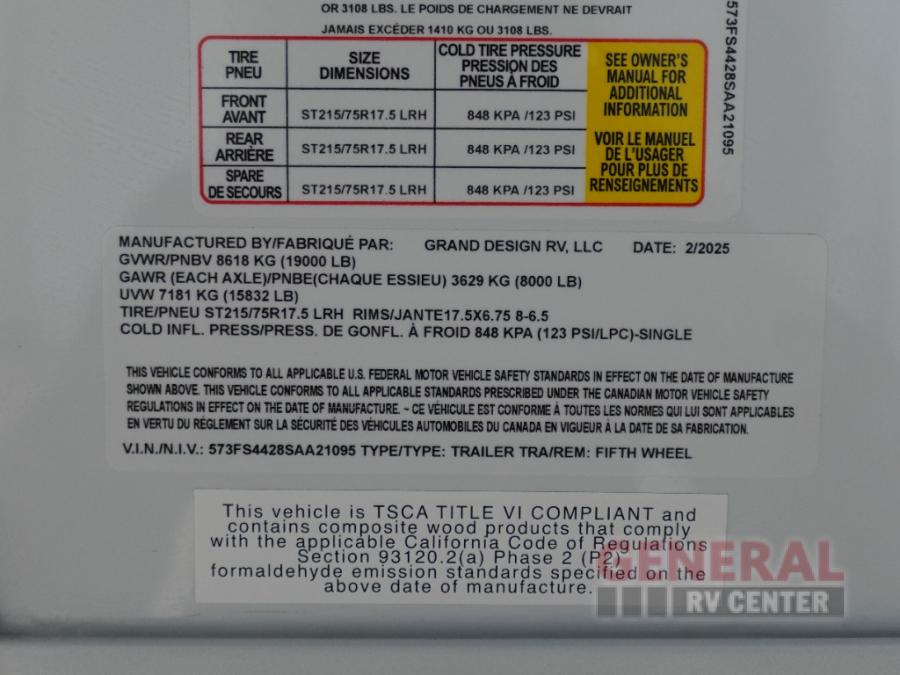 OR 3108 LBS. LE POIDS DE CHARGEMENT NE DEVRAIT
JAMAIS EXCÉDER 1410 KG OU 3108 LBS.
TIRE PNEU SIZE DIMENSIONS COLD TIRE PRESSURE PRESSION DES PNEUS À FROID
FRONT AVANT ST215/75R17.5 LRH 848 KPA /123 PSI
REAR ARRIÈRE ST215/75R17.5 LRH 848 KPA /123 PSI
SPARE DE SECOURS ST215/75R17.5 LRH 848 KPA /123 PSI
SEE OWNER'S
MANUAL FOR
ADDITIONAL
INFORMATION
VOIR LE MANUEL
DE L'USAGER
POUR PLUS DE
RENSEIGNEMENTS
573FS4428SAA21095
MANUFACTURED BY/FABRIQUÉ PAR: GRAND DESIGN RV, LLC DATE: 2/2025
GVWR/PNBV 8618 KG (19000 LB)
GAWR (EACH AXLE)/PNBE(CHAQUE ESSIEU) 3629 KG (8000 LB)
UVW 7181 KG (15832 LB)
TIRE/PNEU ST215/75R17.5 LRH RIMS/JANTE17.5X6.75 8-6.5
COLD INFL. PRESS/PRESS. DE GONFL. À FROID 848 KPA (123 PSI/LPC)-SINGLE
THIS VEHICLE CONFORMS TO ALL APPLICABLE U.S. FEDERAL MOTOR VEHICLE SAFETY STANDARDS IN EFFECT ON THE DATE OF MANUFACTURE
SHOWN ABOVE. THIS VEHICLE CONFORMS TO ALL APPLICABLE STANDARDS PRESCRIBED UNDER THE CANADIAN MOTOR VEHICLE SAFETY
REGULATIONS IN EFFECT ON THE DATE OF MANUFACTURE. ~ CE VÉHICULE EST CONFORME À TOUTES LES NORMES QUI LUI SONT APPLICABLES
EN VERTU DU RÉGLEMENT SUR LA SÉCURITÉ DES VÉHICULES AUTOMOBILES DU CANADA EN VIGUEUR À LA DATE DE SA FABRICATION.
V.I.N./N.I.V.: 573FS4428SAA21095 TYPE/TYPE: TRAILER TRA/REM: FIFTH WHEEL
This vehicle is TSCA TITLE VI COMPLIANT and
contains composite wood products that comply
with the applicable California Code of Regulations
Section 93120.2(a) Phase 2 (P2)
formaldehyde emission standards specified on the
above date of manufacture.
GENERAL
RV CENTER